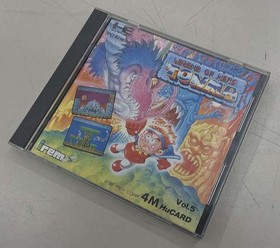 LEGEND OF HERO
TONMA
irem
4M HuCARD
Vol.5